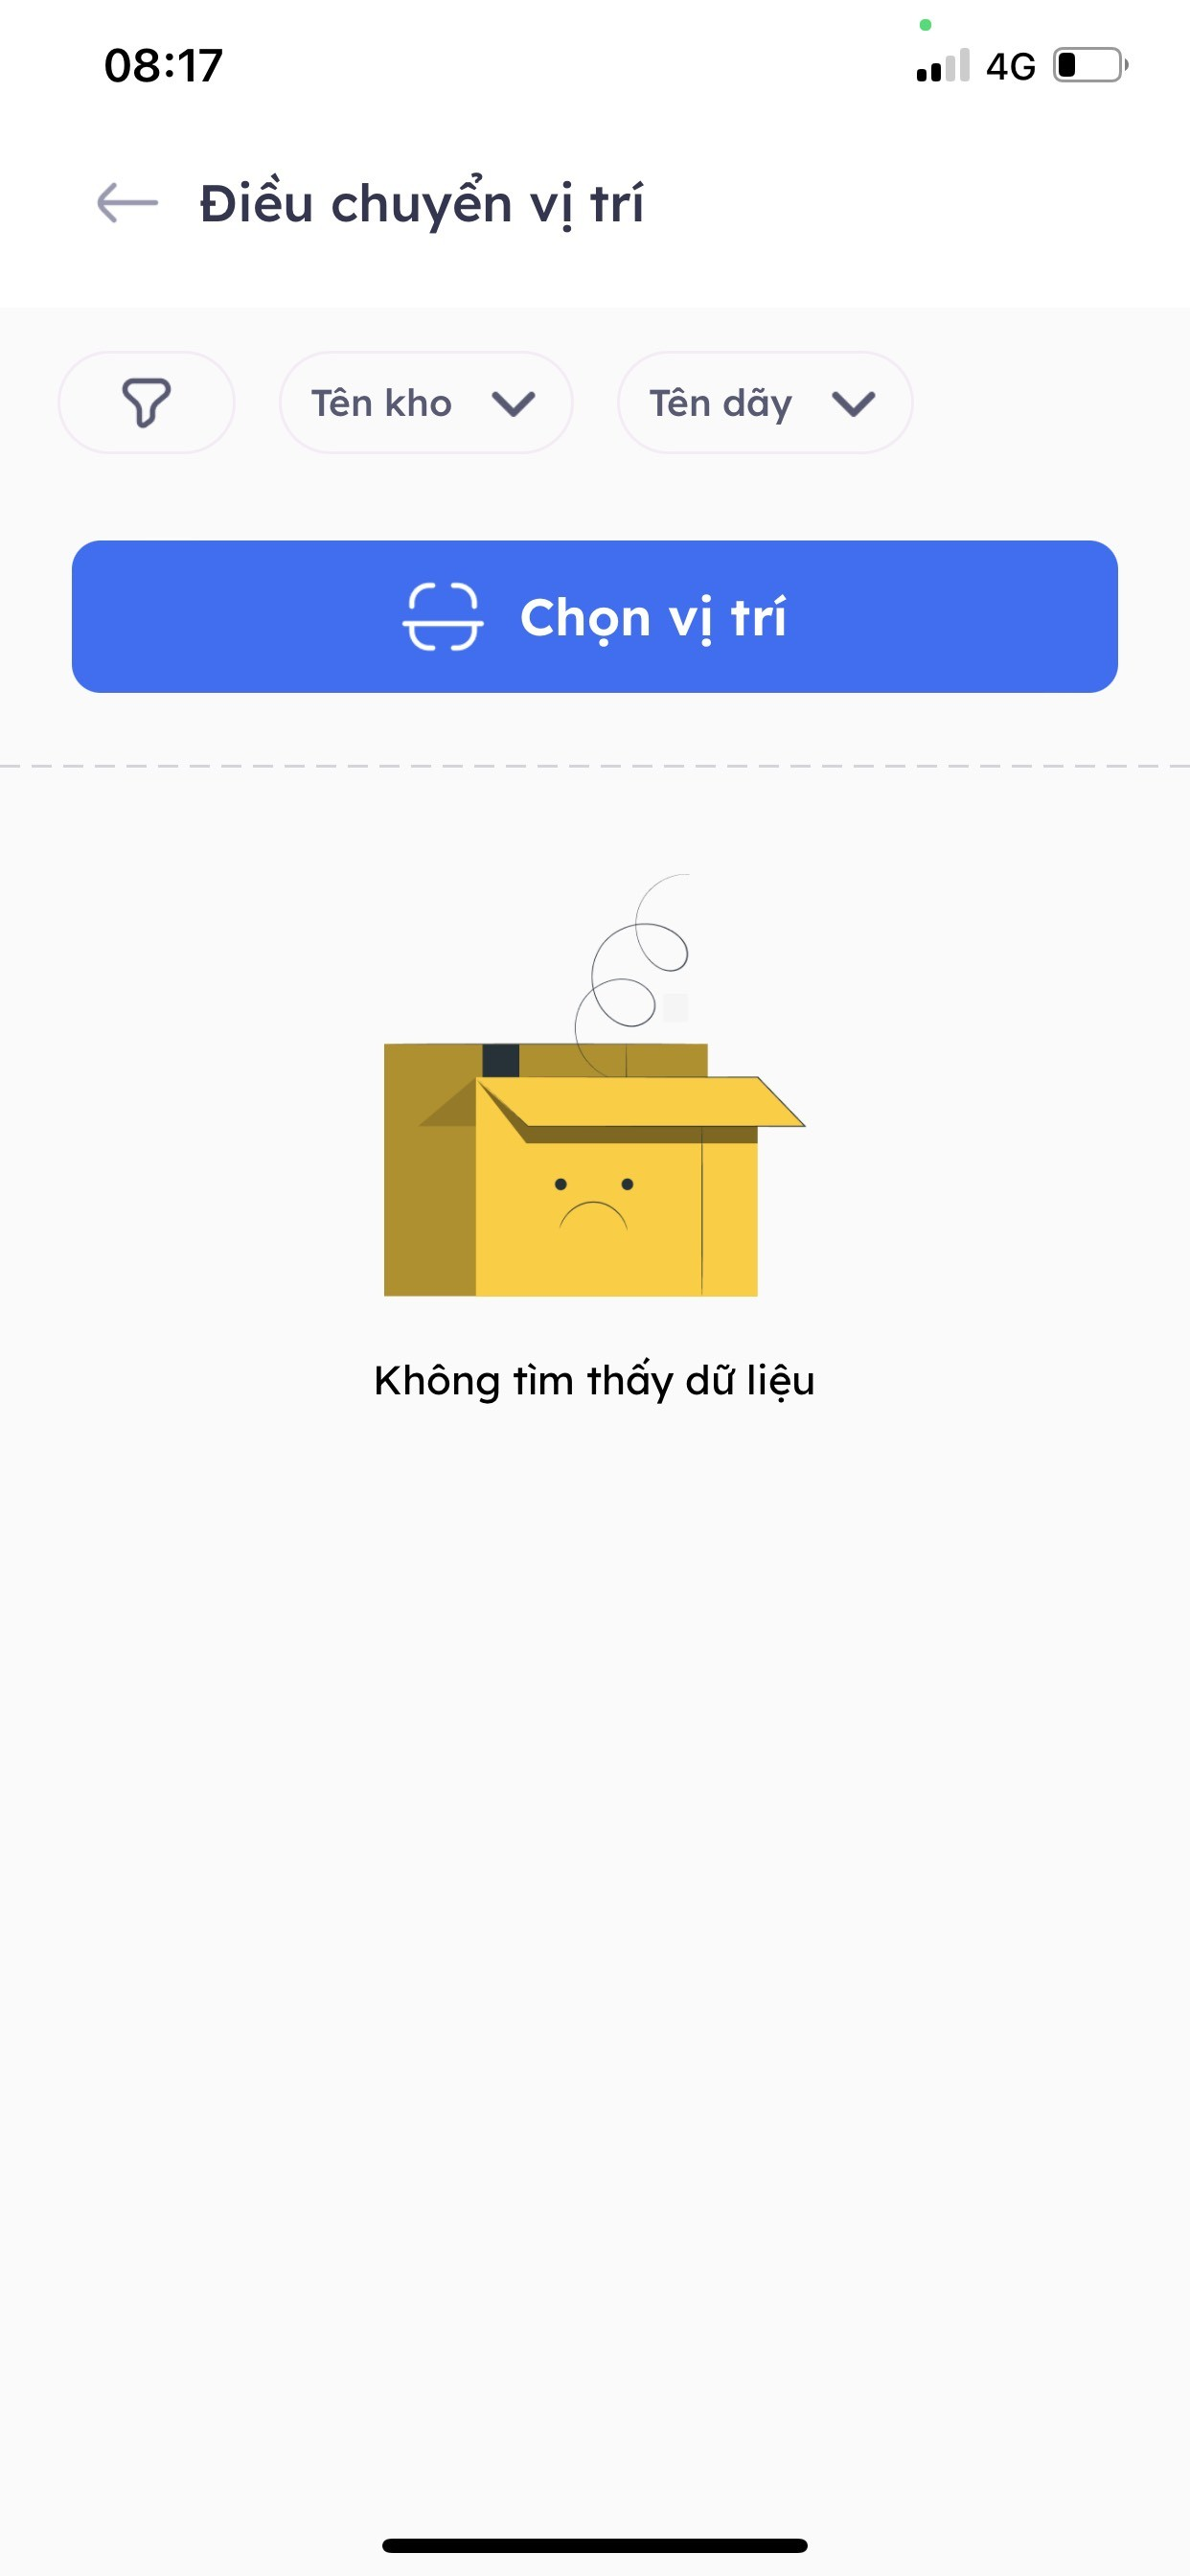 08:17
4G
Điều chuyển vị trí
Tên kho
Tên dãy
Chọn vị trí
Không tìm thấy dữ liệu